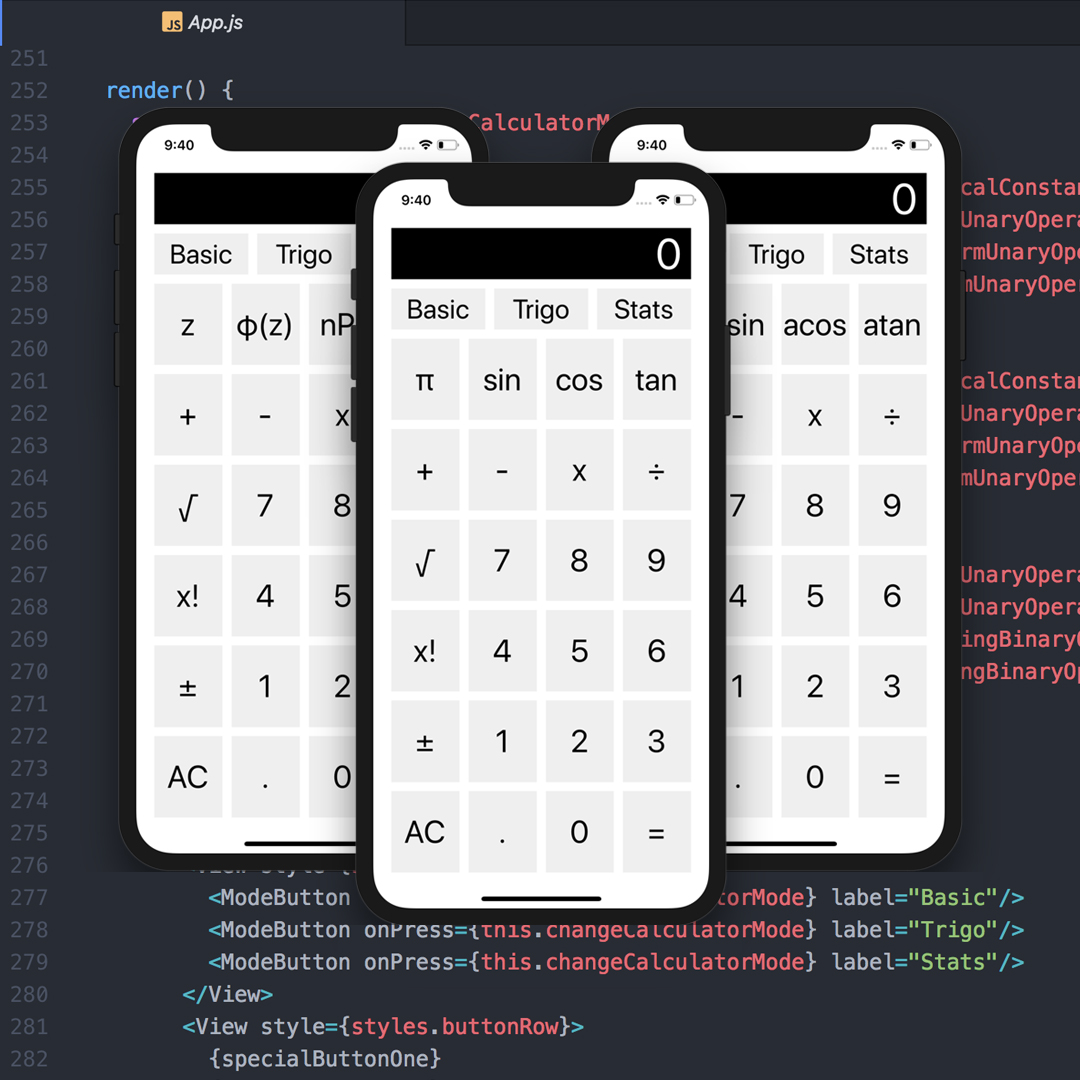 JS App.js
251
252 render() {
253 CalculatorM
254
255 calConstan
256 UnaryOpera
257 rmUnaryOpe
258 mUnaryOper
259
260
261 calConstan
262 UnaryOpera
263 rmUnaryOpe
264 mUnaryOper
265
266
267 UnaryOpera
268 UnaryOpera
269 ingBinaryO
270 ngBinaryOp
271
272
273
274
275
276
277 <ModeButton torMode} label="Basic"/>
278 <ModeButton onPress={this.changeCalculatorMode} label="Trigo"/>
279 <ModeButton onPress={this.changeCalculatorMode} label="Stats"/>
280 </View>
281 <View style={styles.buttonRow}>
282 {specialButtonOne}
9:40
Basic Trigo
z φ(z) nP
+ - x
√ 7 8
x! 4 5
± 1 2
AC . 0
9:40
0
Basic Trigo Stats
π sin cos tan
+ - x ÷
√ 7 8 9
x! 4 5 6
± 1 2 3
AC . 0 =
9:40
0
Trigo Stats
sin acos atan
- x ÷
7 8 9
4 5 6
1 2 3
. 0 =